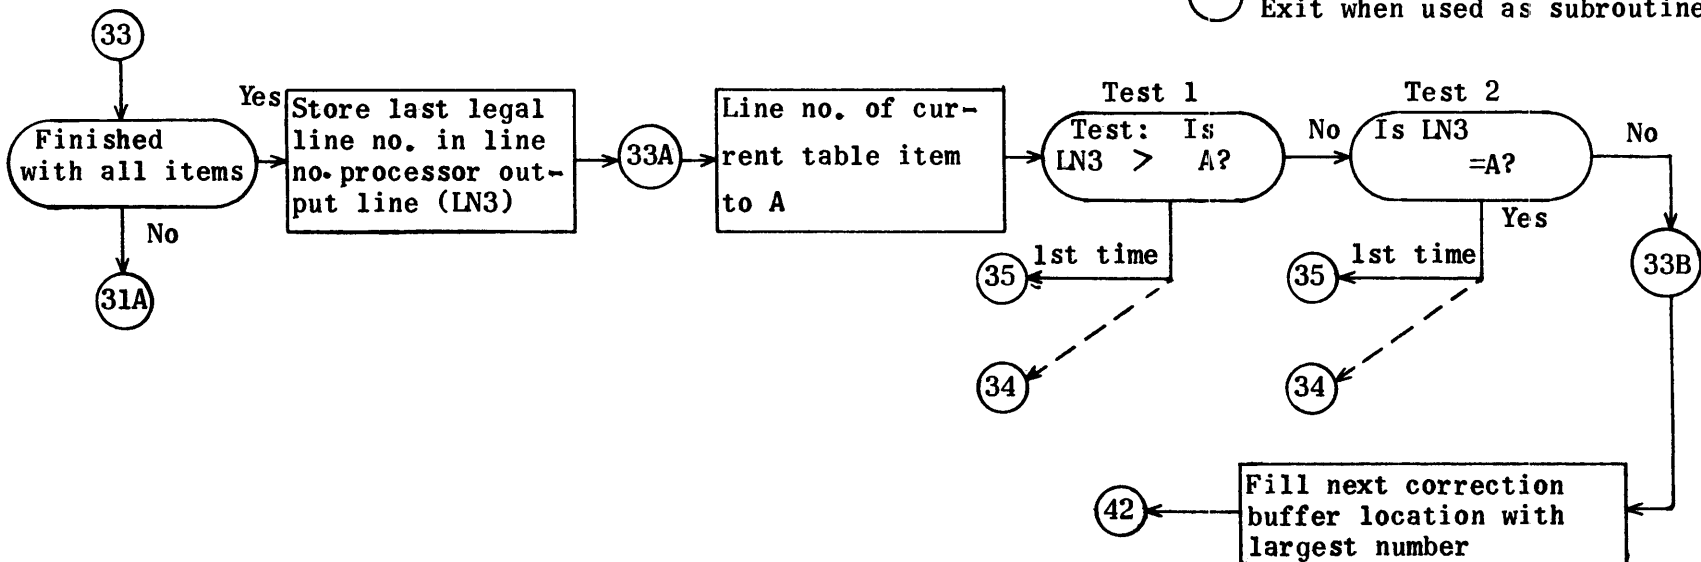 Exit when used as subroutine
33
Finished
with all items
Yes
No
31A
Store last legal
line no. in line
no. processor out-
put line (LN3)
33A
Line no. of cur-
rent table item
to A
Test 1
Test: Is
LN3 > A?
No
1st time
35
34
Test 2
Is LN3
=A?
No
Yes
1st time
35
34
33B
Fill next correction
buffer location with
largest number
42